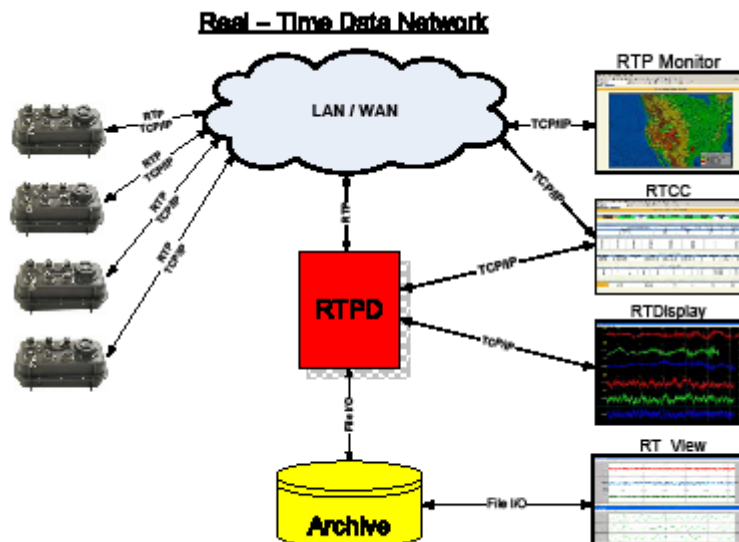 Real – Time Data Network
RTP Monitor
LAN / WAN
RTP
TCP/IP
RTP
TCP/IP
RTP
TCP/IP
RTP
TCP/IP
TCP/IP
TCP/IP
RTCC
RTP
TCP/IP
RTPD
RTDisplay
TCP/IP
File I/O
RT View
File I/O
Archive